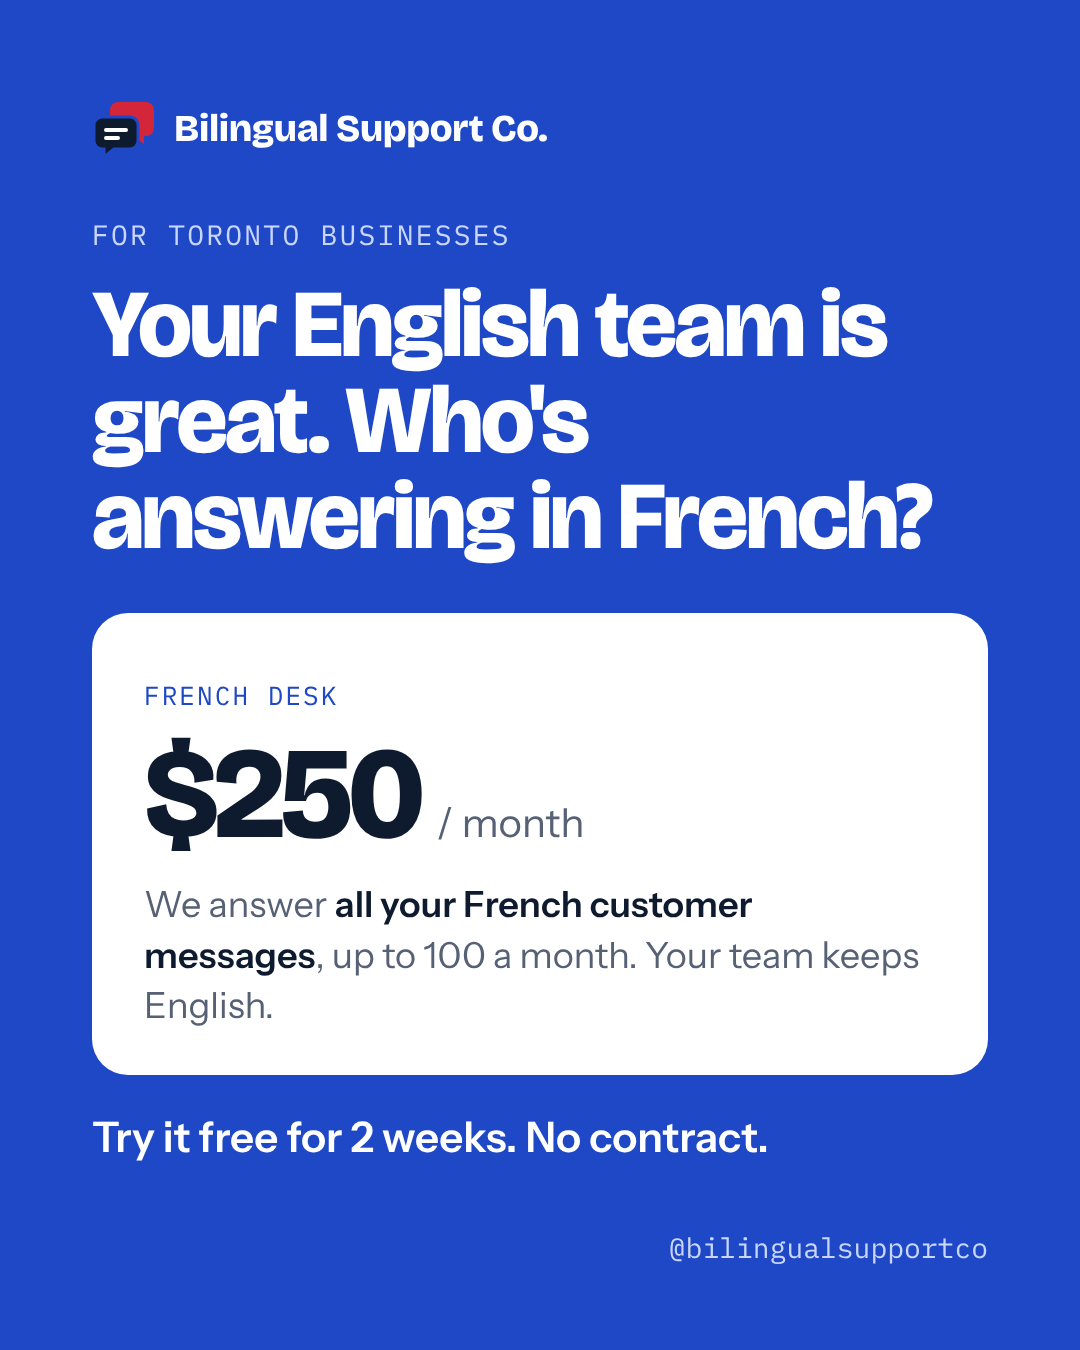 Bilingual Support Co.
FOR TORONTO BUSINESSES
Your English team is
great. Who's
answering in French?
FRENCH DESK
$250 / month
We answer all your French customer
messages, up to 100 a month. Your team keeps
English.
Try it free for 2 weeks. No contract.
@bilingualsupportco